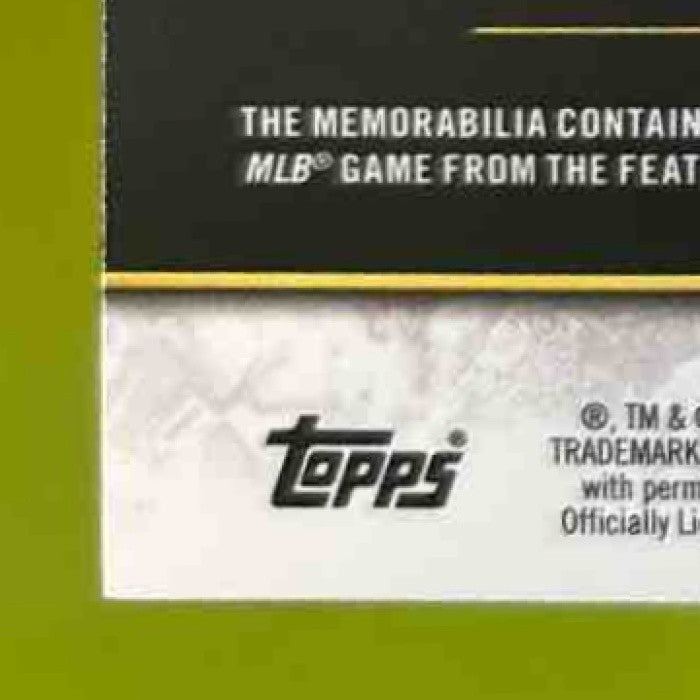 THE MEMORABILIA CONTAIN
MLB® GAME FROM THE FEAT
TOPPS®
®, TM &
TRADEMARK
with perm
Officially Li